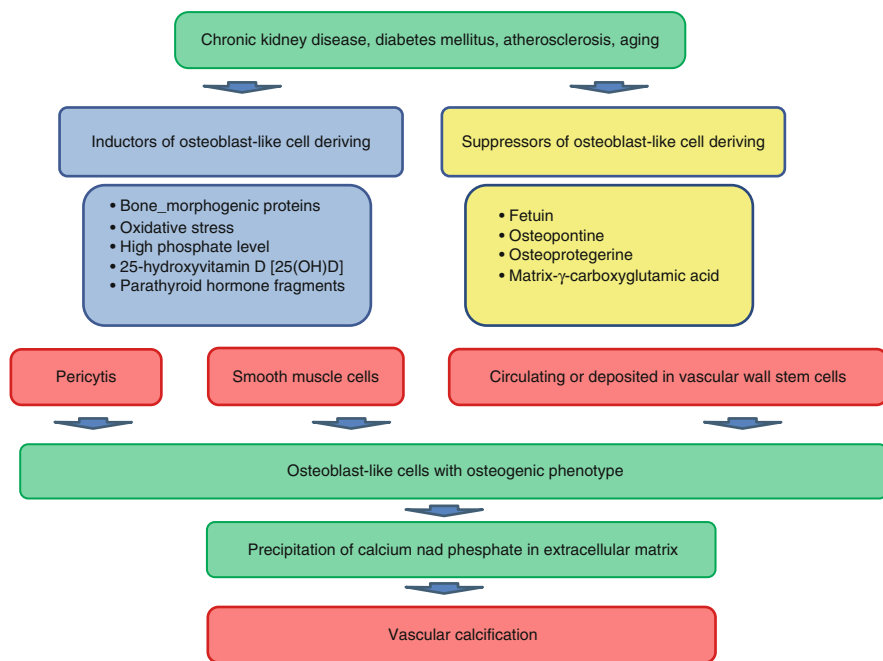 Chronic kidney disease, diabetes mellitus, atherosclerosis, aging
Inductors of osteoblast-like cell deriving
Suppressors of osteoblast-like cell deriving
• Bone_morphogenic proteins
• Oxidative stress
• High phosphate level
• 25-hydroxyvitamin D [25(OH)D]
• Parathyroid hormone fragments
• Fetuin
• Osteopontine
• Osteoprotegerine
• Matrix-γ-carboxyglutamic acid
Pericytis
Smooth muscle cells
Circulating or deposited in vascular wall stem cells
Osteoblast-like cells with osteogenic phenotype
Precipitation of calcium nad phosphate in extracellular matrix
Vascular calcification